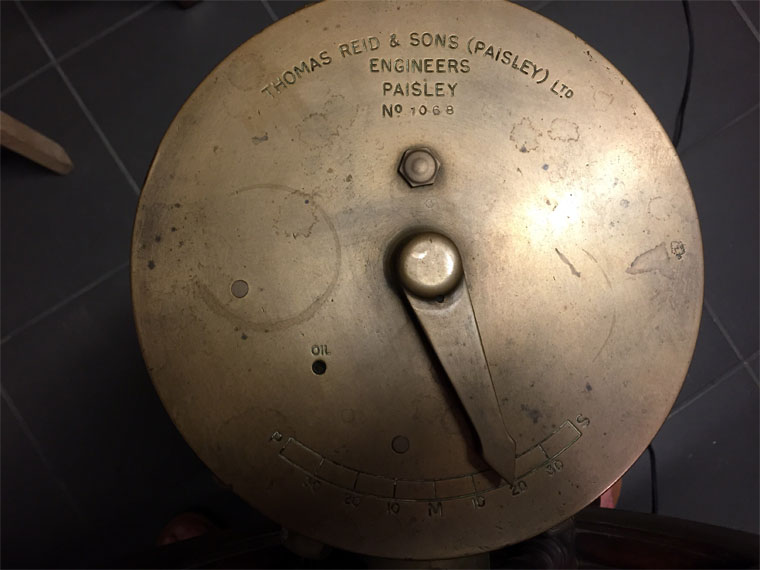 THOMAS REID & SONS (PAISLEY) LTD
ENGINEERS
PAISLEY
No 1068
OIL
P S
30 20 10 M 10 20 30